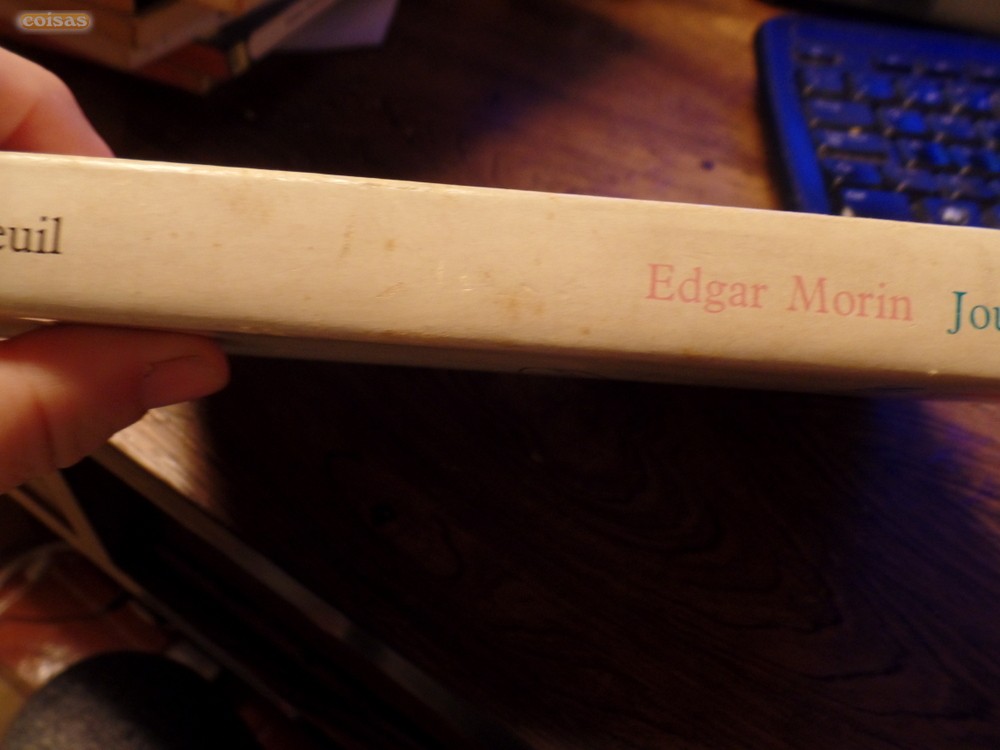 coisas
euil
Edgar Morin Jou